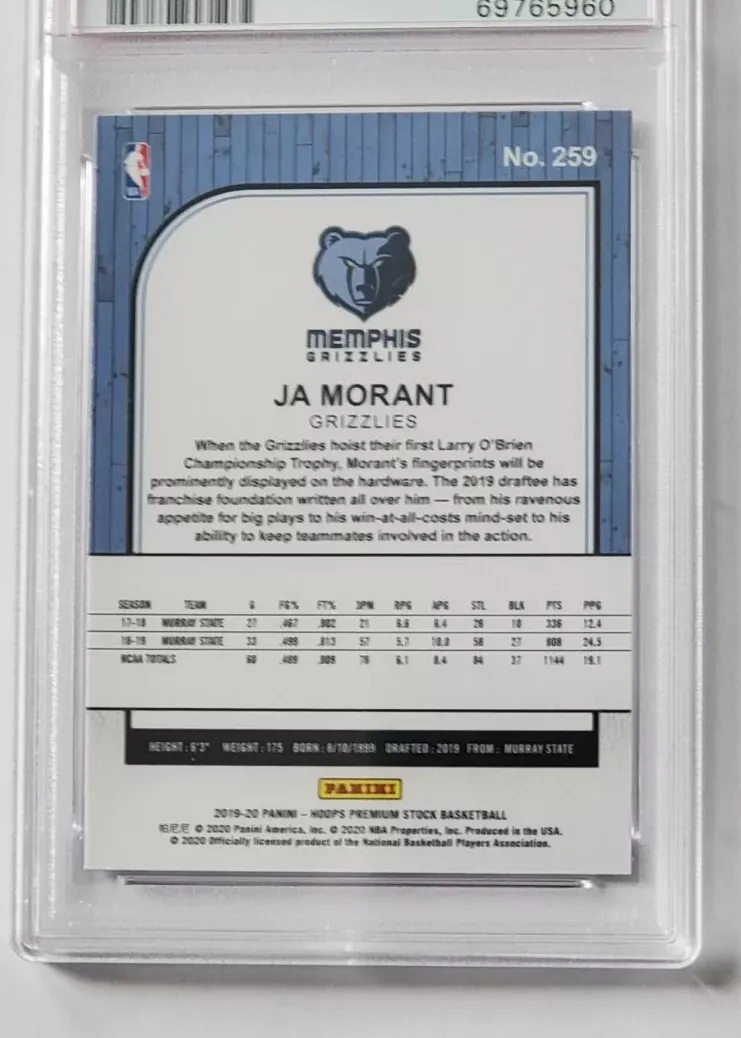 69765960
No. 259
NBA
MEMPHIS
GRIZZLIES
JA MORANT
GRIZZLIES
When the Grizzlies hoist their first Larry O'Brien
Championship Trophy, Morant's fingerprints will be
prominently displayed on the hardware. The 2019 draftee has
franchise foundation written all over him — from his ravenous
appetite for big plays to his win-at-all-costs mind-set to his
ability to keep teammates involved in the action.
SEASON TEAM G FG% FT% 3PM RPG APG STL BLK PTS PPG
17-18 MURRAY STATE 27 .467 .802 21 6.6 6.4 26 10 336 12.4
18-19 MURRAY STATE 33 .499 .813 57 5.7 10.0 58 27 808 24.5
NCAA TOTALS 60 .489 .809 78 6.1 8.4 84 37 1144 19.1
HEIGHT: 6'3" WEIGHT: 175 BORN: 8/10/1999 DRAFTED: 2019 FROM: MURRAY STATE
PANINI
2019-20 PANINI – HOOPS PREMIUM STOCK BASKETBALL
帕尼尼 © 2020 Panini America, Inc. © 2020 NBA Properties, Inc. Produced in the USA.
© 2020 Officially licensed product of the National Basketball Players Association.